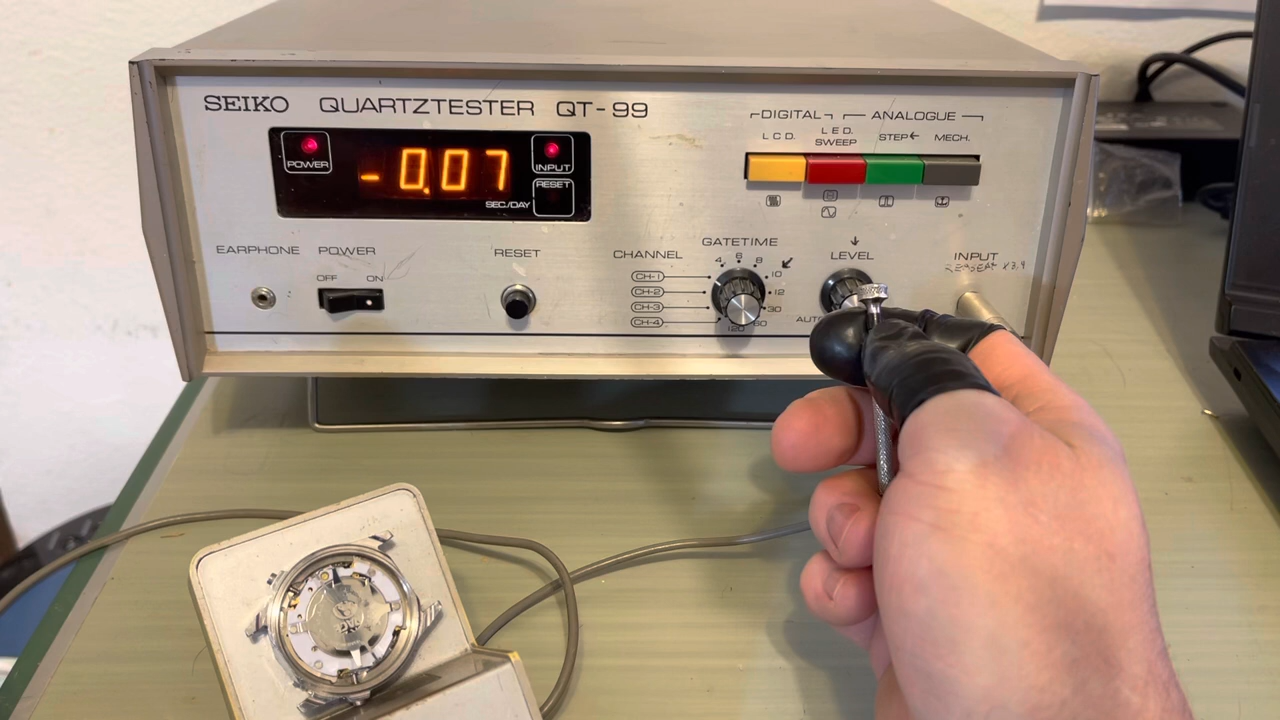 SEIKO QUARTZTESTER QT-99
DIGITAL ANALOGUE
L C D. L E D. SWEEP STEP← MECH.
POWER
-0.07
INPUT
RESET
SEC./DAY
EARPHONE
POWER
OFF ON
RESET
CHANNEL
CH-1
CH-2
CH-3
CH-4
GATETIME
4 6 8 10 12 30 60 120
↓
LEVEL
AUTO
INPUT